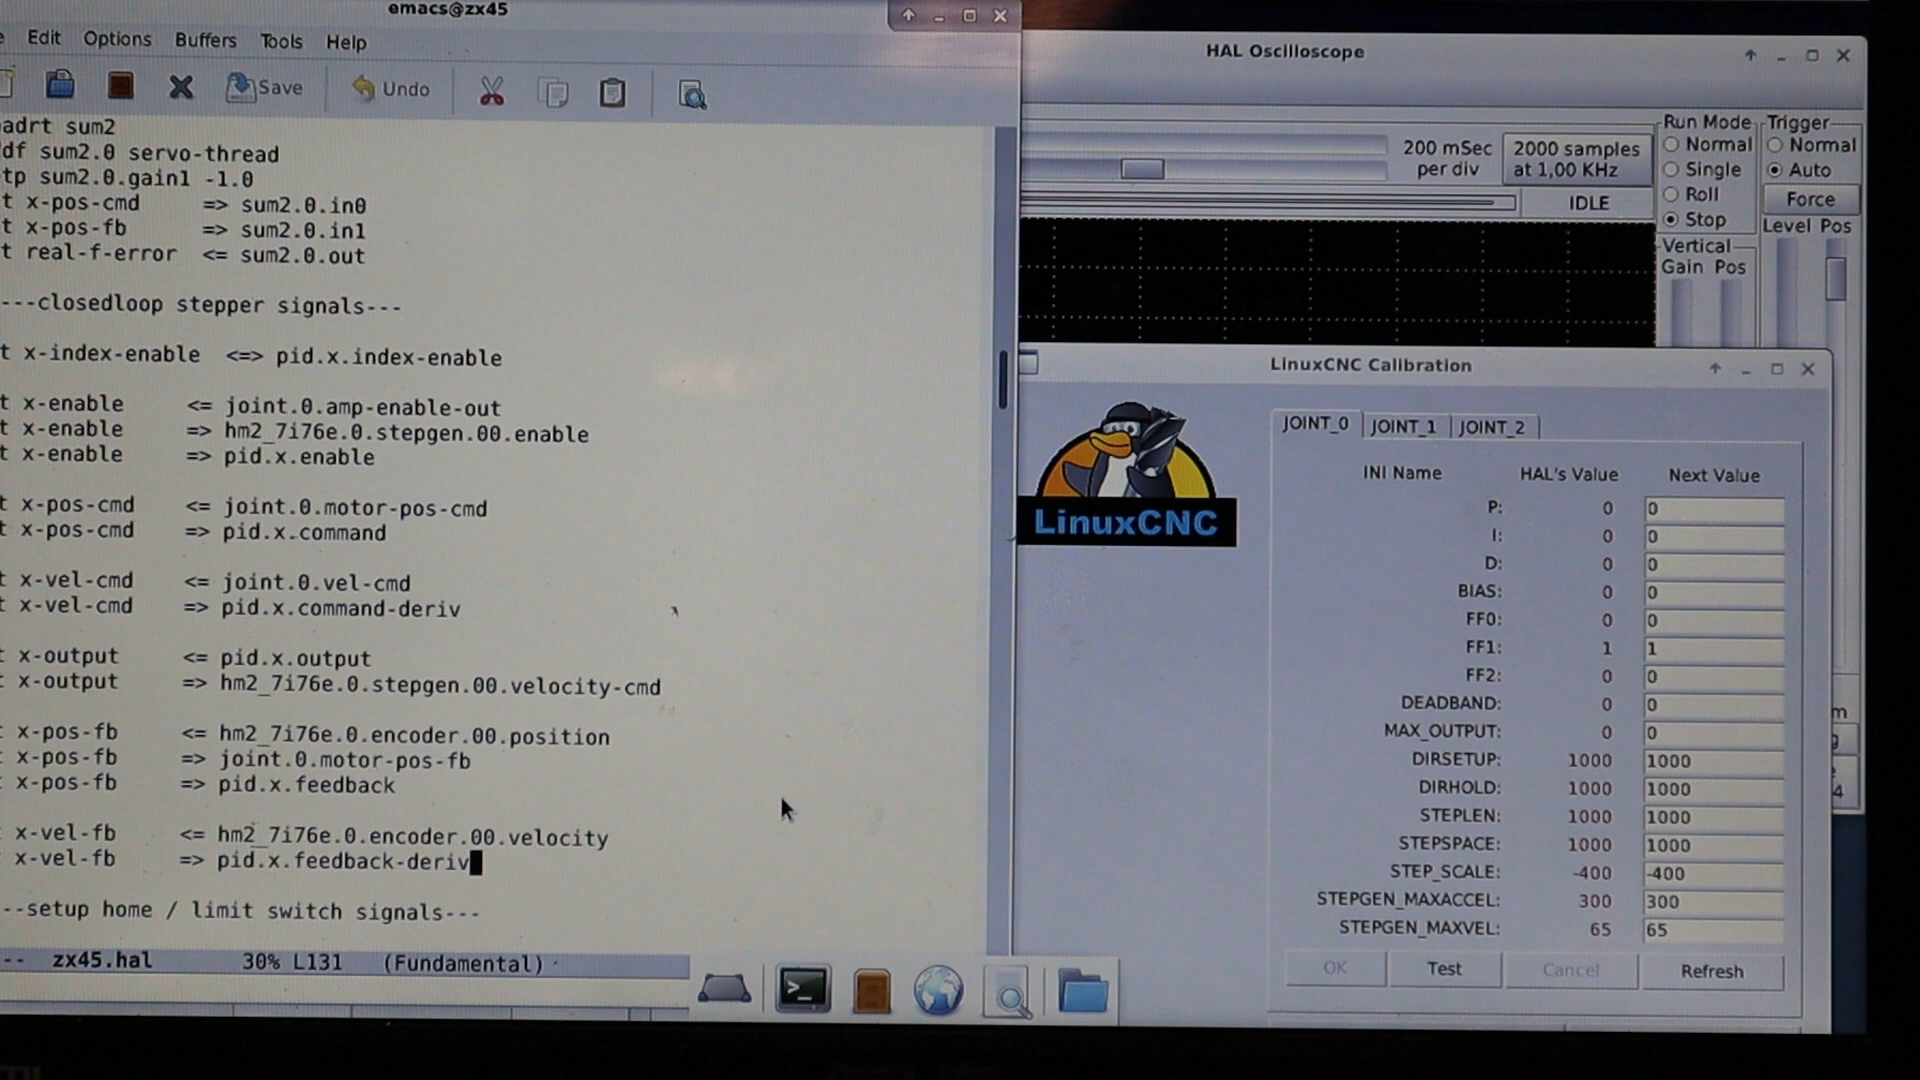 emacs@zx45
Edit Options Buffers Tools Help
Save Undo
adrt sum2
df sum2.0 servo-thread
tp sum2.0.gain1 -1.0
t x-pos-cmd => sum2.0.in0
t x-pos-fb => sum2.0.in1
t real-f-error <= sum2.0.out
---closedloop stepper signals---
t x-index-enable <=> pid.x.index-enable
t x-enable <= joint.0.amp-enable-out
t x-enable => hm2_7i76e.0.stepgen.00.enable
t x-enable => pid.x.enable
t x-pos-cmd <= joint.0.motor-pos-cmd
t x-pos-cmd => pid.x.command
t x-vel-cmd <= joint.0.vel-cmd
t x-vel-cmd => pid.x.command-deriv
t x-output <= pid.x.output
t x-output => hm2_7i76e.0.stepgen.00.velocity-cmd
t x-pos-fb <= hm2_7i76e.0.encoder.00.position
t x-pos-fb => joint.0.motor-pos-fb
t x-pos-fb => pid.x.feedback
x-vel-fb <= hm2_7i76e.0.encoder.00.velocity
x-vel-fb => pid.x.feedback-deriv
--setup home / limit switch signals---
-- zx45.hal 30% L131 (Fundamental)
HAL Oscilloscope
200 mSec
per div
2000 samples
at 1,00 KHz
IDLE
Run Mode
Normal
Single
Roll
Stop
Trigger
Normal
Auto
Force
Level Pos
Vertical
Gain Pos
LinuxCNC Calibration
LinuxCNC
JOINT_0 JOINT_1 JOINT_2
INI Name HAL's Value Next Value
P: 0 0
I: 0 0
D: 0 0
BIAS: 0 0
FF0: 0 0
FF1: 1 1
FF2: 0 0
DEADBAND: 0 0
MAX_OUTPUT: 0 0
DIRSETUP: 1000 1000
DIRHOLD: 1000 1000
STEPLEN: 1000 1000
STEPSPACE: 1000 1000
STEP_SCALE: -400 -400
STEPGEN_MAXACCEL: 300 300
STEPGEN_MAXVEL: 65 65
OK Test Cancel Refresh